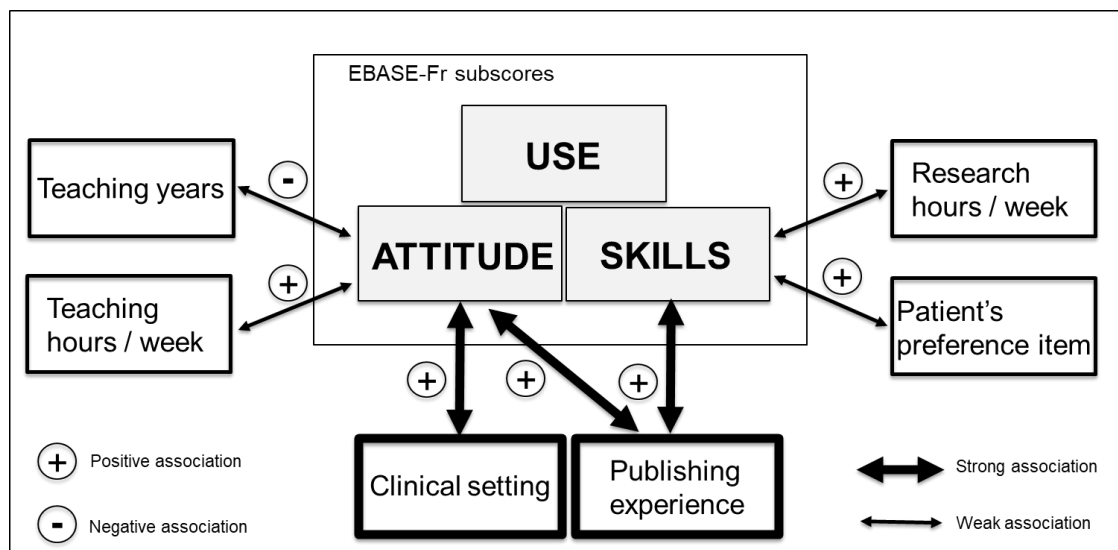 EBASE-Fr subscores
USE
Teaching years
-
+
Research
hours / week
ATTITUDE
SKILLS
Teaching
hours / week
+
+
Patient's
preference item
+
+
+
Clinical setting
Publishing
experience
+
Positive association
Strong association
-
Negative association
Weak association